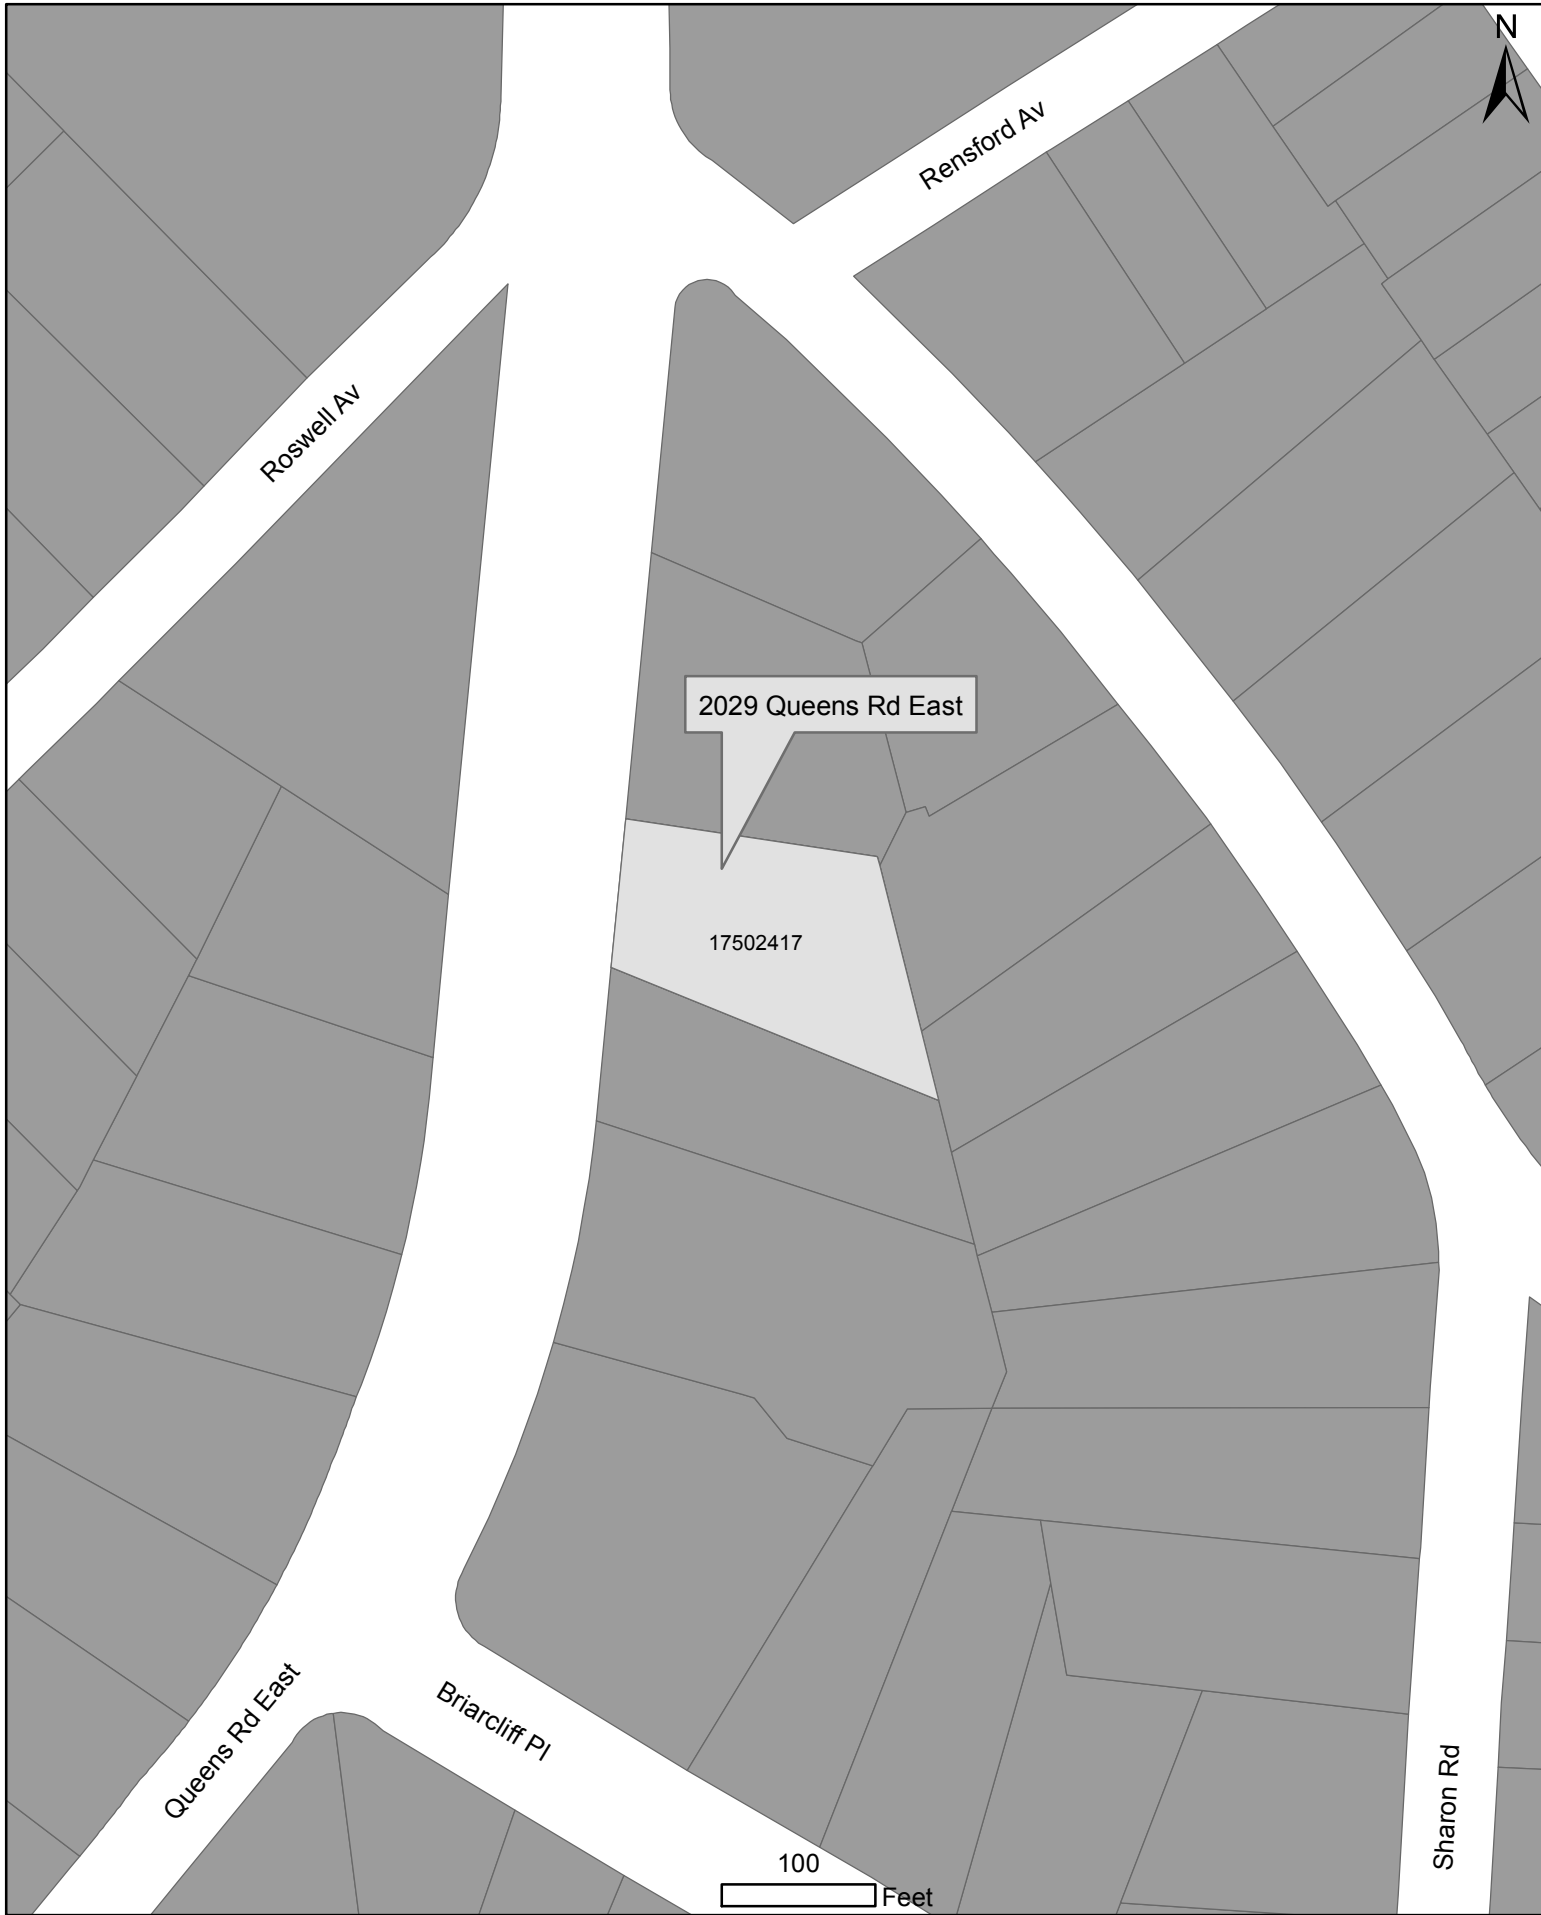 N
Rensford Av
Roswell Av
2029 Queens Rd East
17502417
Queens Rd East
Briarcliff Pl
Sharon Rd
100
Feet